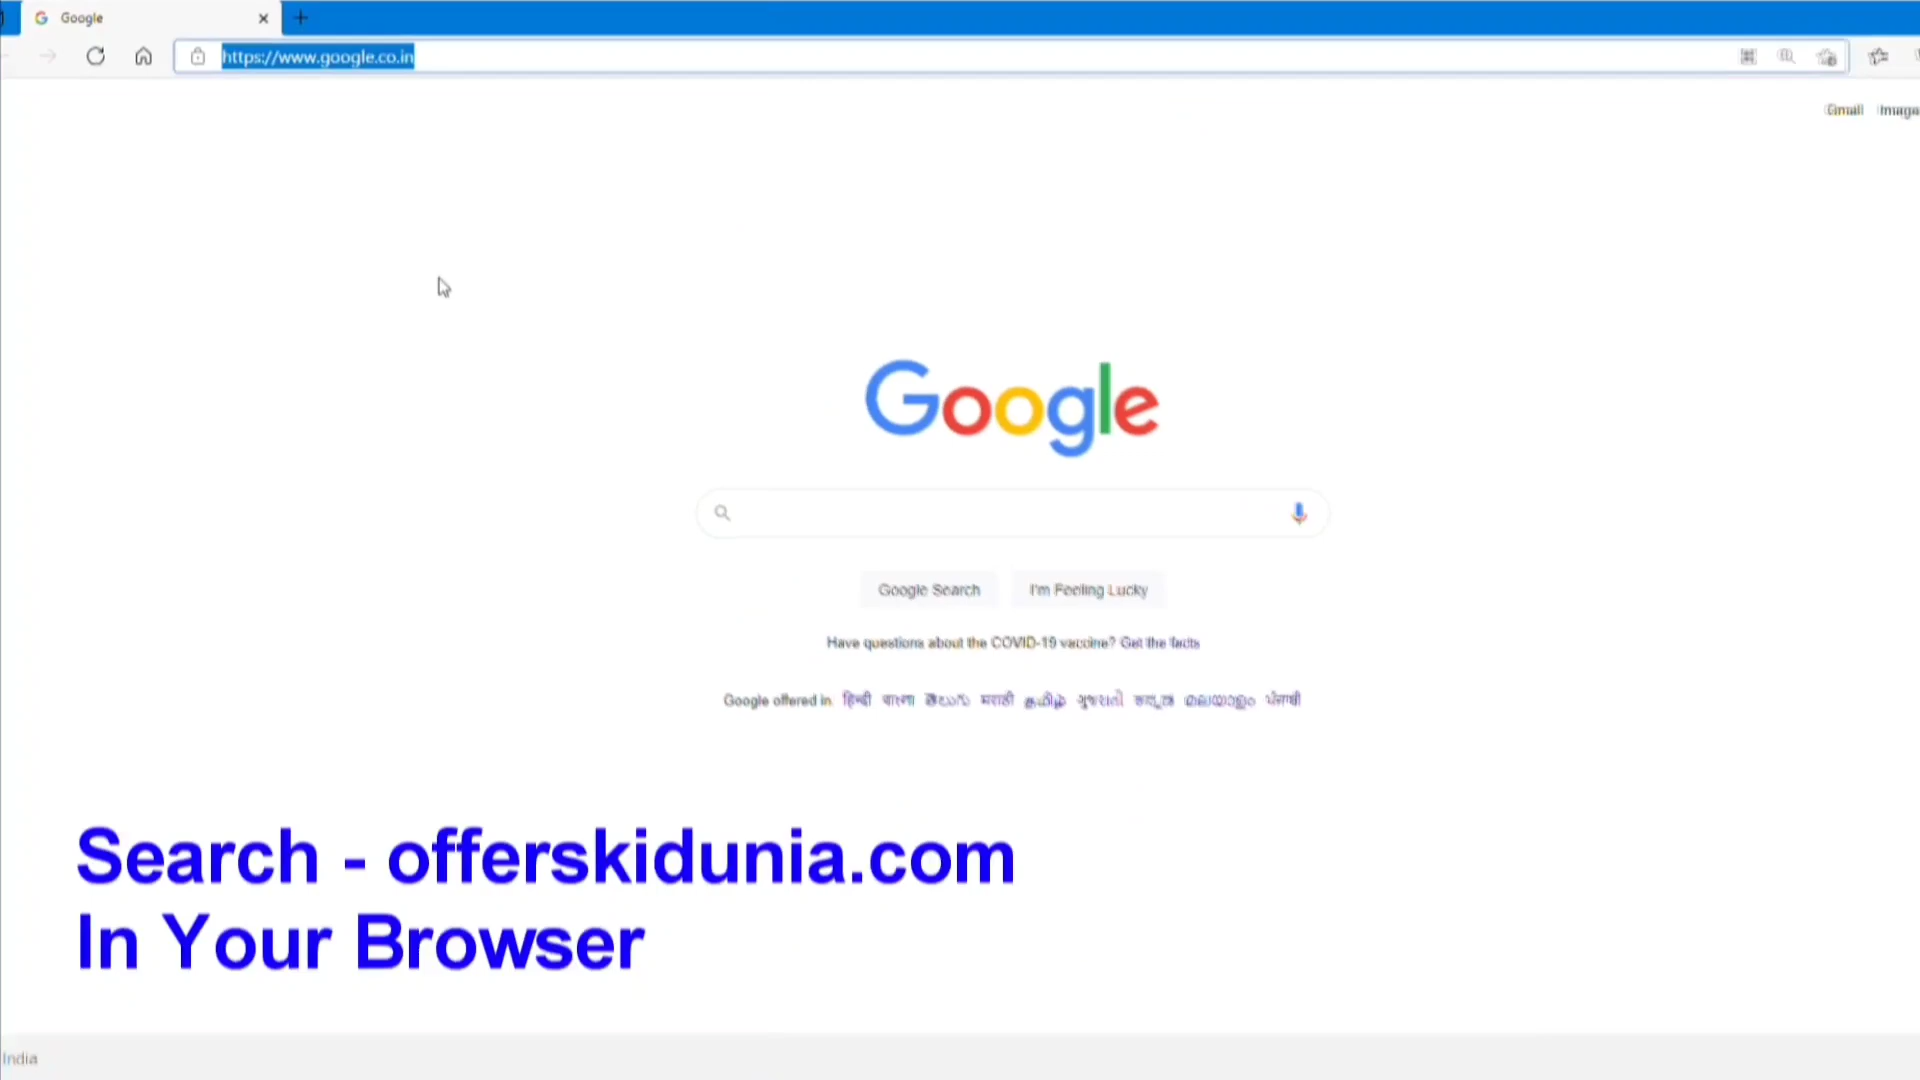 Google
https://www.google.co.in
Gmail Image
Google
Google Search I'm Feeling Lucky
Have questions about the COVID-19 vaccine? Get the facts
Google offered in: हिन्दी বাংলা తెలుగు मराठी தமிழ் ગુજરાતી ಕನ್ನಡ മലയാളം ਪੰਜਾਬੀ
Search - offerskidunia.com
In Your Browser
India